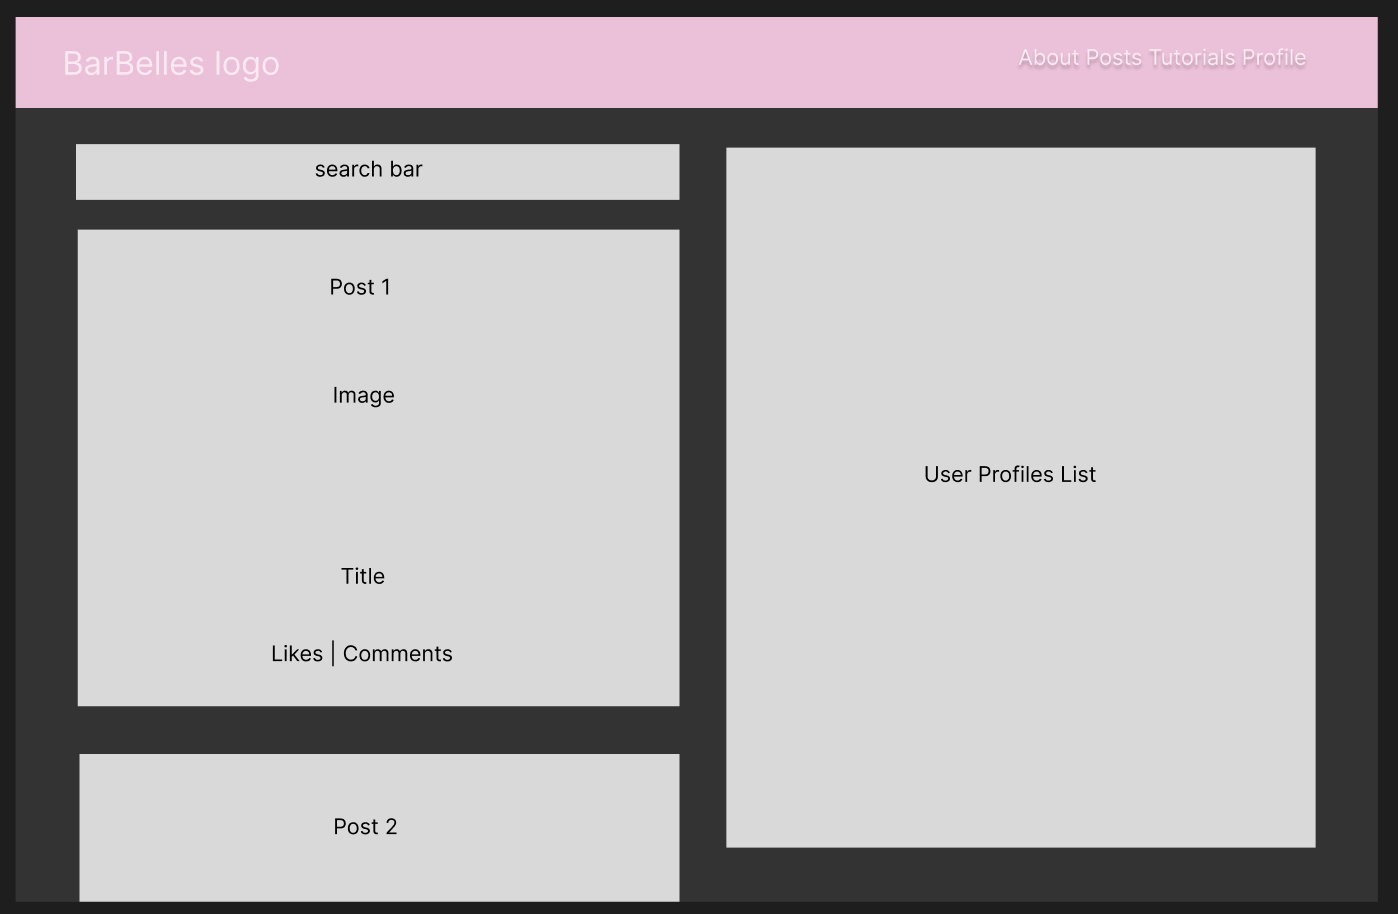 BarBelles logo
About Posts Tutorials Profile
search bar
Post 1
Image
Title
Likes | Comments
Post 2
User Profiles List